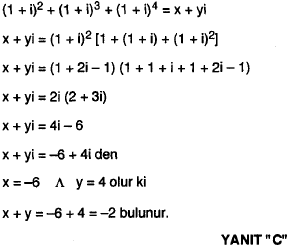 (1 + i)² + (1 + i)³ + (1 + i)⁴ = x + yi
x + yi = (1 + i)² [1 + (1 + i) + (1 + i)²]
x + yi = (1 + 2i – 1) (1 + 1 + i + 1 + 2i – 1)
x + yi = 2i (2 + 3i)
x + yi = 4i – 6
x + yi = –6 + 4i den
x = –6 Λ y = 4 olur ki
x + y = –6 + 4 = –2 bulunur.
YANIT "C"